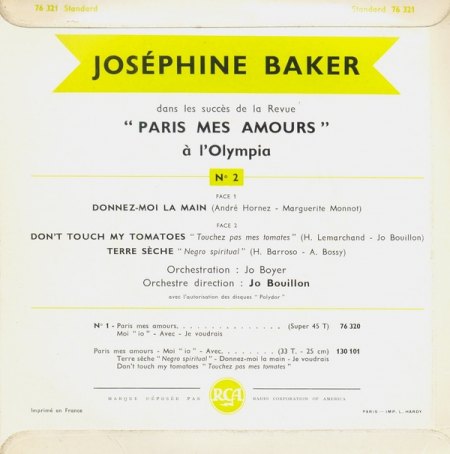 76 321 Standard Standard 76 321
JOSÉPHINE BAKER
dans les succès de la Revue
“ PARIS MES AMOURS ”
à l'Olympia
N° 2
FACE 1
DONNEZ-MOI LA MAIN (André Hornez - Marguerite Monnot)
FACE 2
DON'T TOUCH MY TOMATOES “ Touchez pas mes tomates ” (H. Lemarchand - Jo Bouillon)
TERRE SÈCHE “ Negro spiritual ” (H. Barroso - A. Bossy)
Orchestration : Jo Boyer
Orchestre direction : Jo Bouillon
avec l'autorisation des disques “ Polydor ”
N° 1 - Paris mes amours. . . . . . . . . . . . . . . (Super 45 T) 76 320
Moi “ io ” - Avec - Je voudrais
Paris mes amours - Moi “ io ” - Avec. . . . . . . . (33 T. - 25 cm) 130 101
Terre sèche “ Negro spiritual ” - Donnez-moi la main - Je voudrais
Don't touch my tomatoes “ Touchez pas mes tomates ”
MARQUE DÉPOSÉE PAR RCA RADIO CORPORATION OF AMERICA
Imprimé en France PARIS. - IMP. L. HARDY